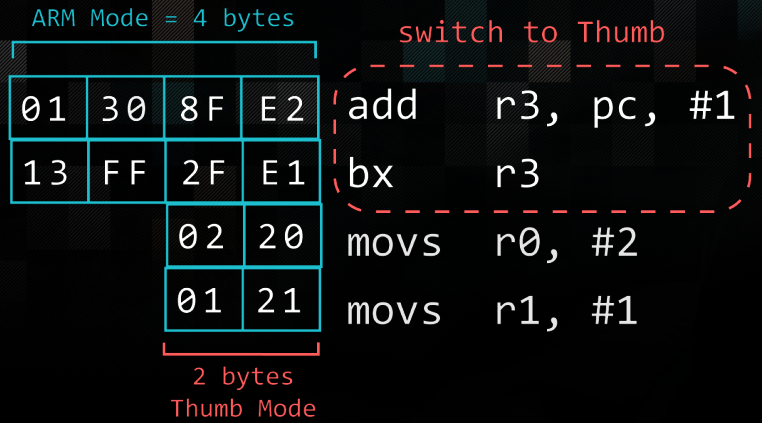 ARM Mode = 4 bytes
switch to Thumb
01 30 8F E2 add r3, pc, #1
13 FF 2F E1 bx r3
02 20 movs r0, #2
01 21 movs r1, #1
2 bytes
Thumb Mode